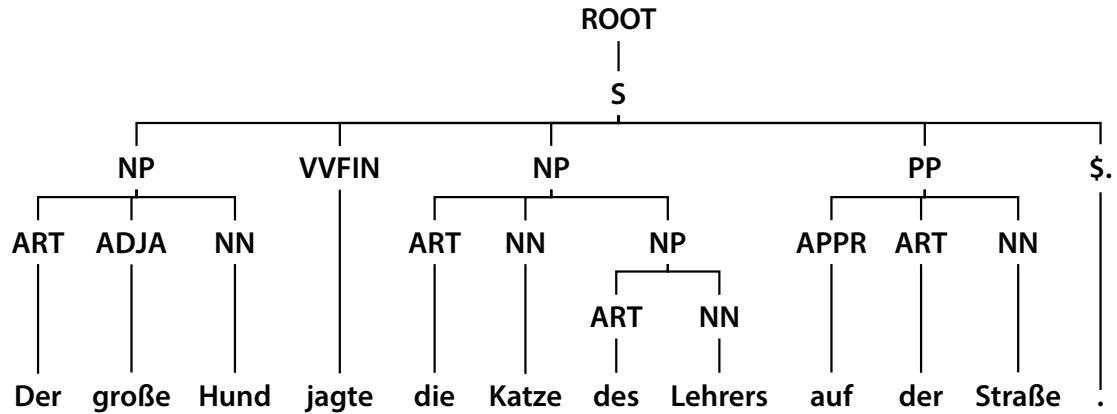 ROOT
S
NP VVFIN NP PP $.
ART ADJA NN ART NN NP APPR ART NN
ART NN
Der große Hund jagte die Katze des Lehrers auf der Straße .